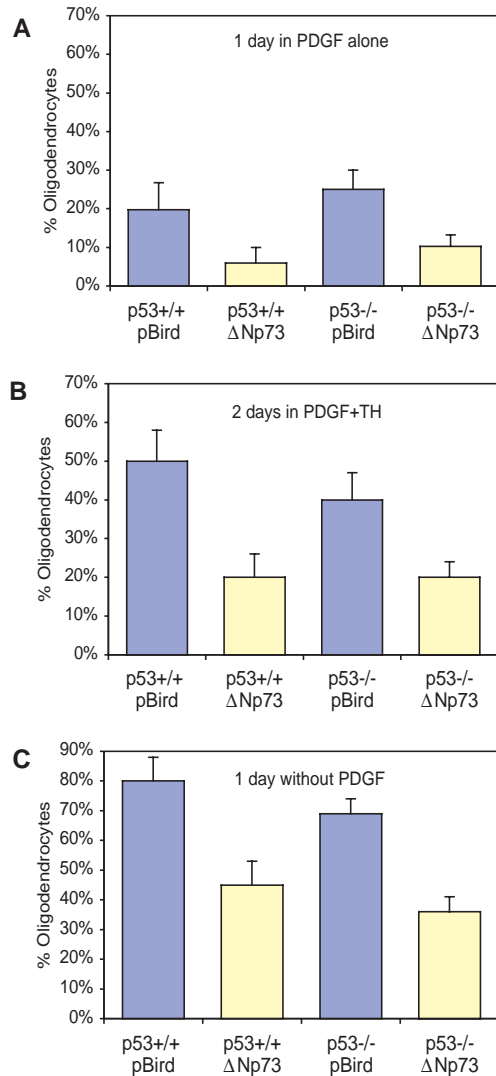 A
1 day in PDGF alone
% Oligodendrocytes
70%
60%
50%
40%
30%
20%
10%
0%
p53+/+ p53+/+ p53-/- p53-/-
pBird ΔNp73 pBird ΔNp73
B
2 days in PDGF+TH
% Oligodendrocytes
70%
60%
50%
40%
30%
20%
10%
0%
p53+/+ p53+/+ p53-/- p53-/-
pBird ΔNp73 pBird ΔNp73
C
1 day without PDGF
% Oligodendrocytes
90%
80%
70%
60%
50%
40%
30%
20%
10%
0%
p53+/+ p53+/+ p53-/- p53-/-
pBird ΔNp73 pBird ΔNp73